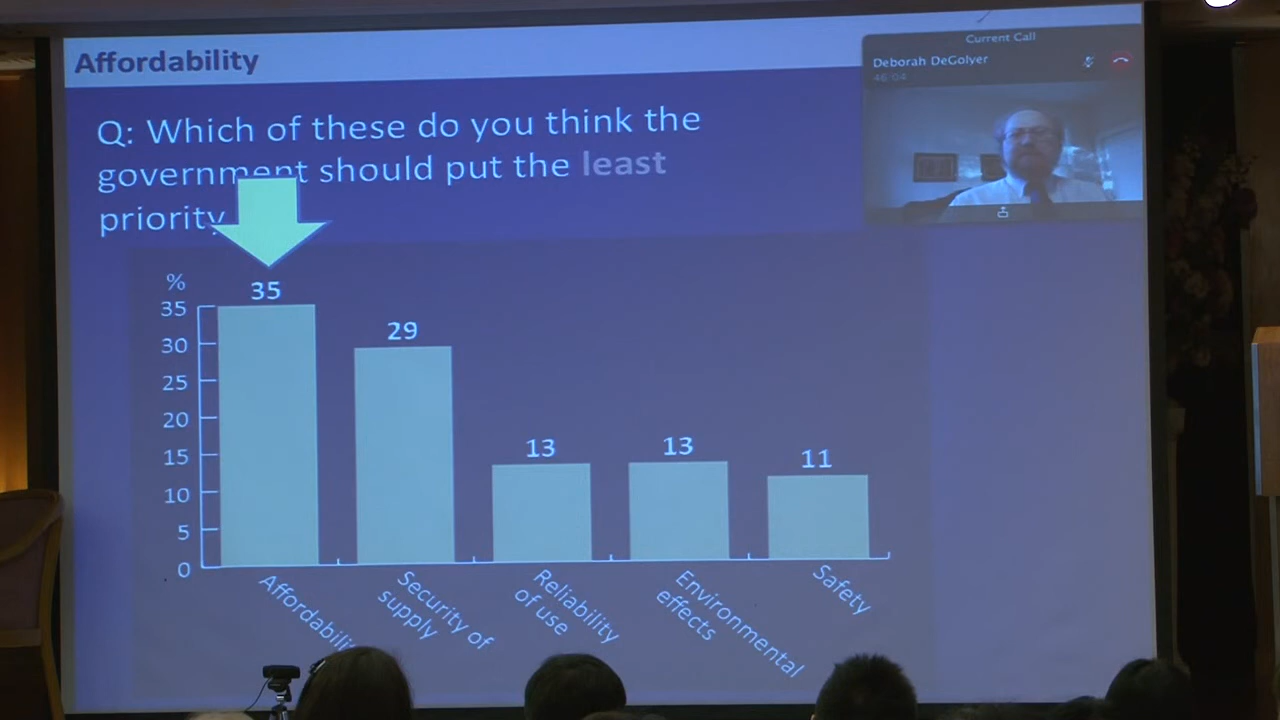 Affordability
Current Call
Deborah DeGolyer
46:04
Q: Which of these do you think the
government should put the least
priority
%
35
30
25
20
15
10
5
0
35
29
13
13
11
Security of
supply
Reliability
of use
Environmental
effects
Safety